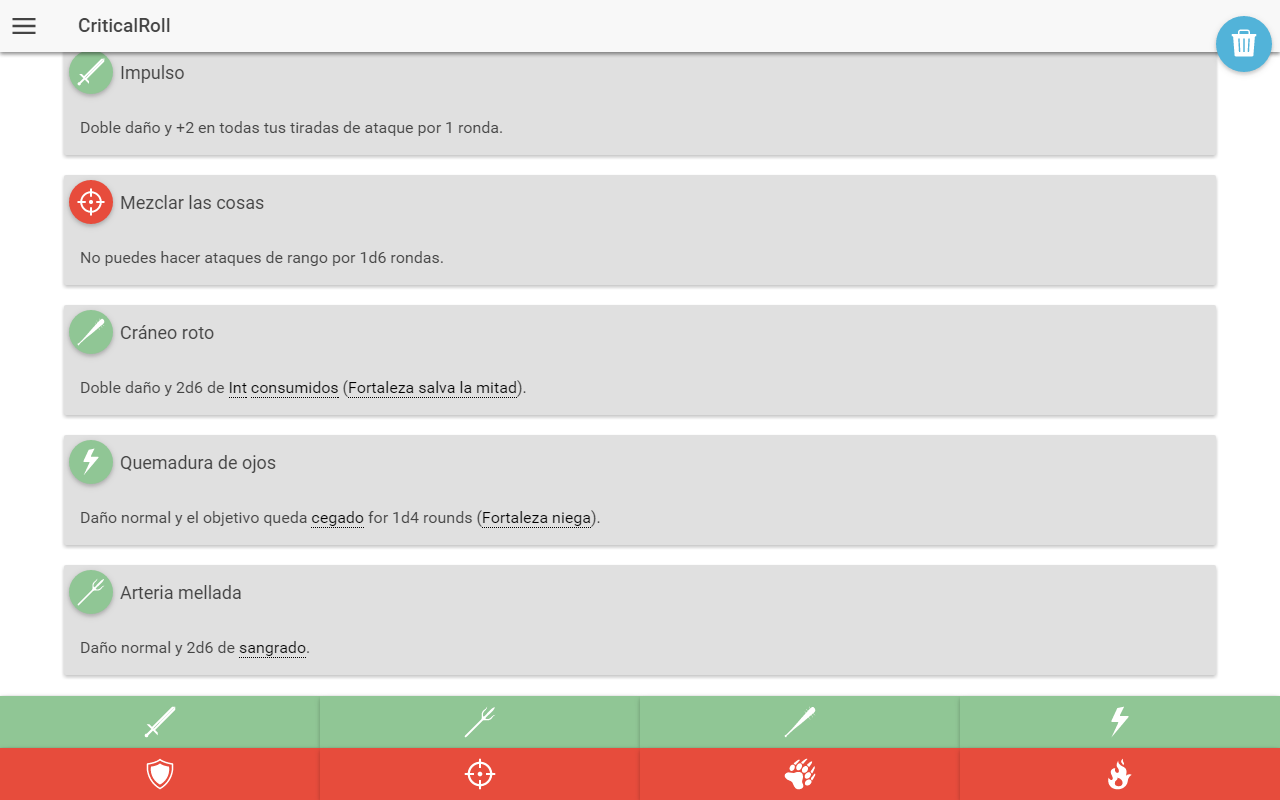 CriticalRoll
Impulso
Doble daño y +2 en todas tus tiradas de ataque por 1 ronda.
Mezclar las cosas
No puedes hacer ataques de rango por 1d6 rondas.
Cráneo roto
Doble daño y 2d6 de Int consumidos (Fortaleza salva la mitad).
Quemadura de ojos
Daño normal y el objetivo queda cegado for 1d4 rounds (Fortaleza niega).
Arteria mellada
Daño normal y 2d6 de sangrado.